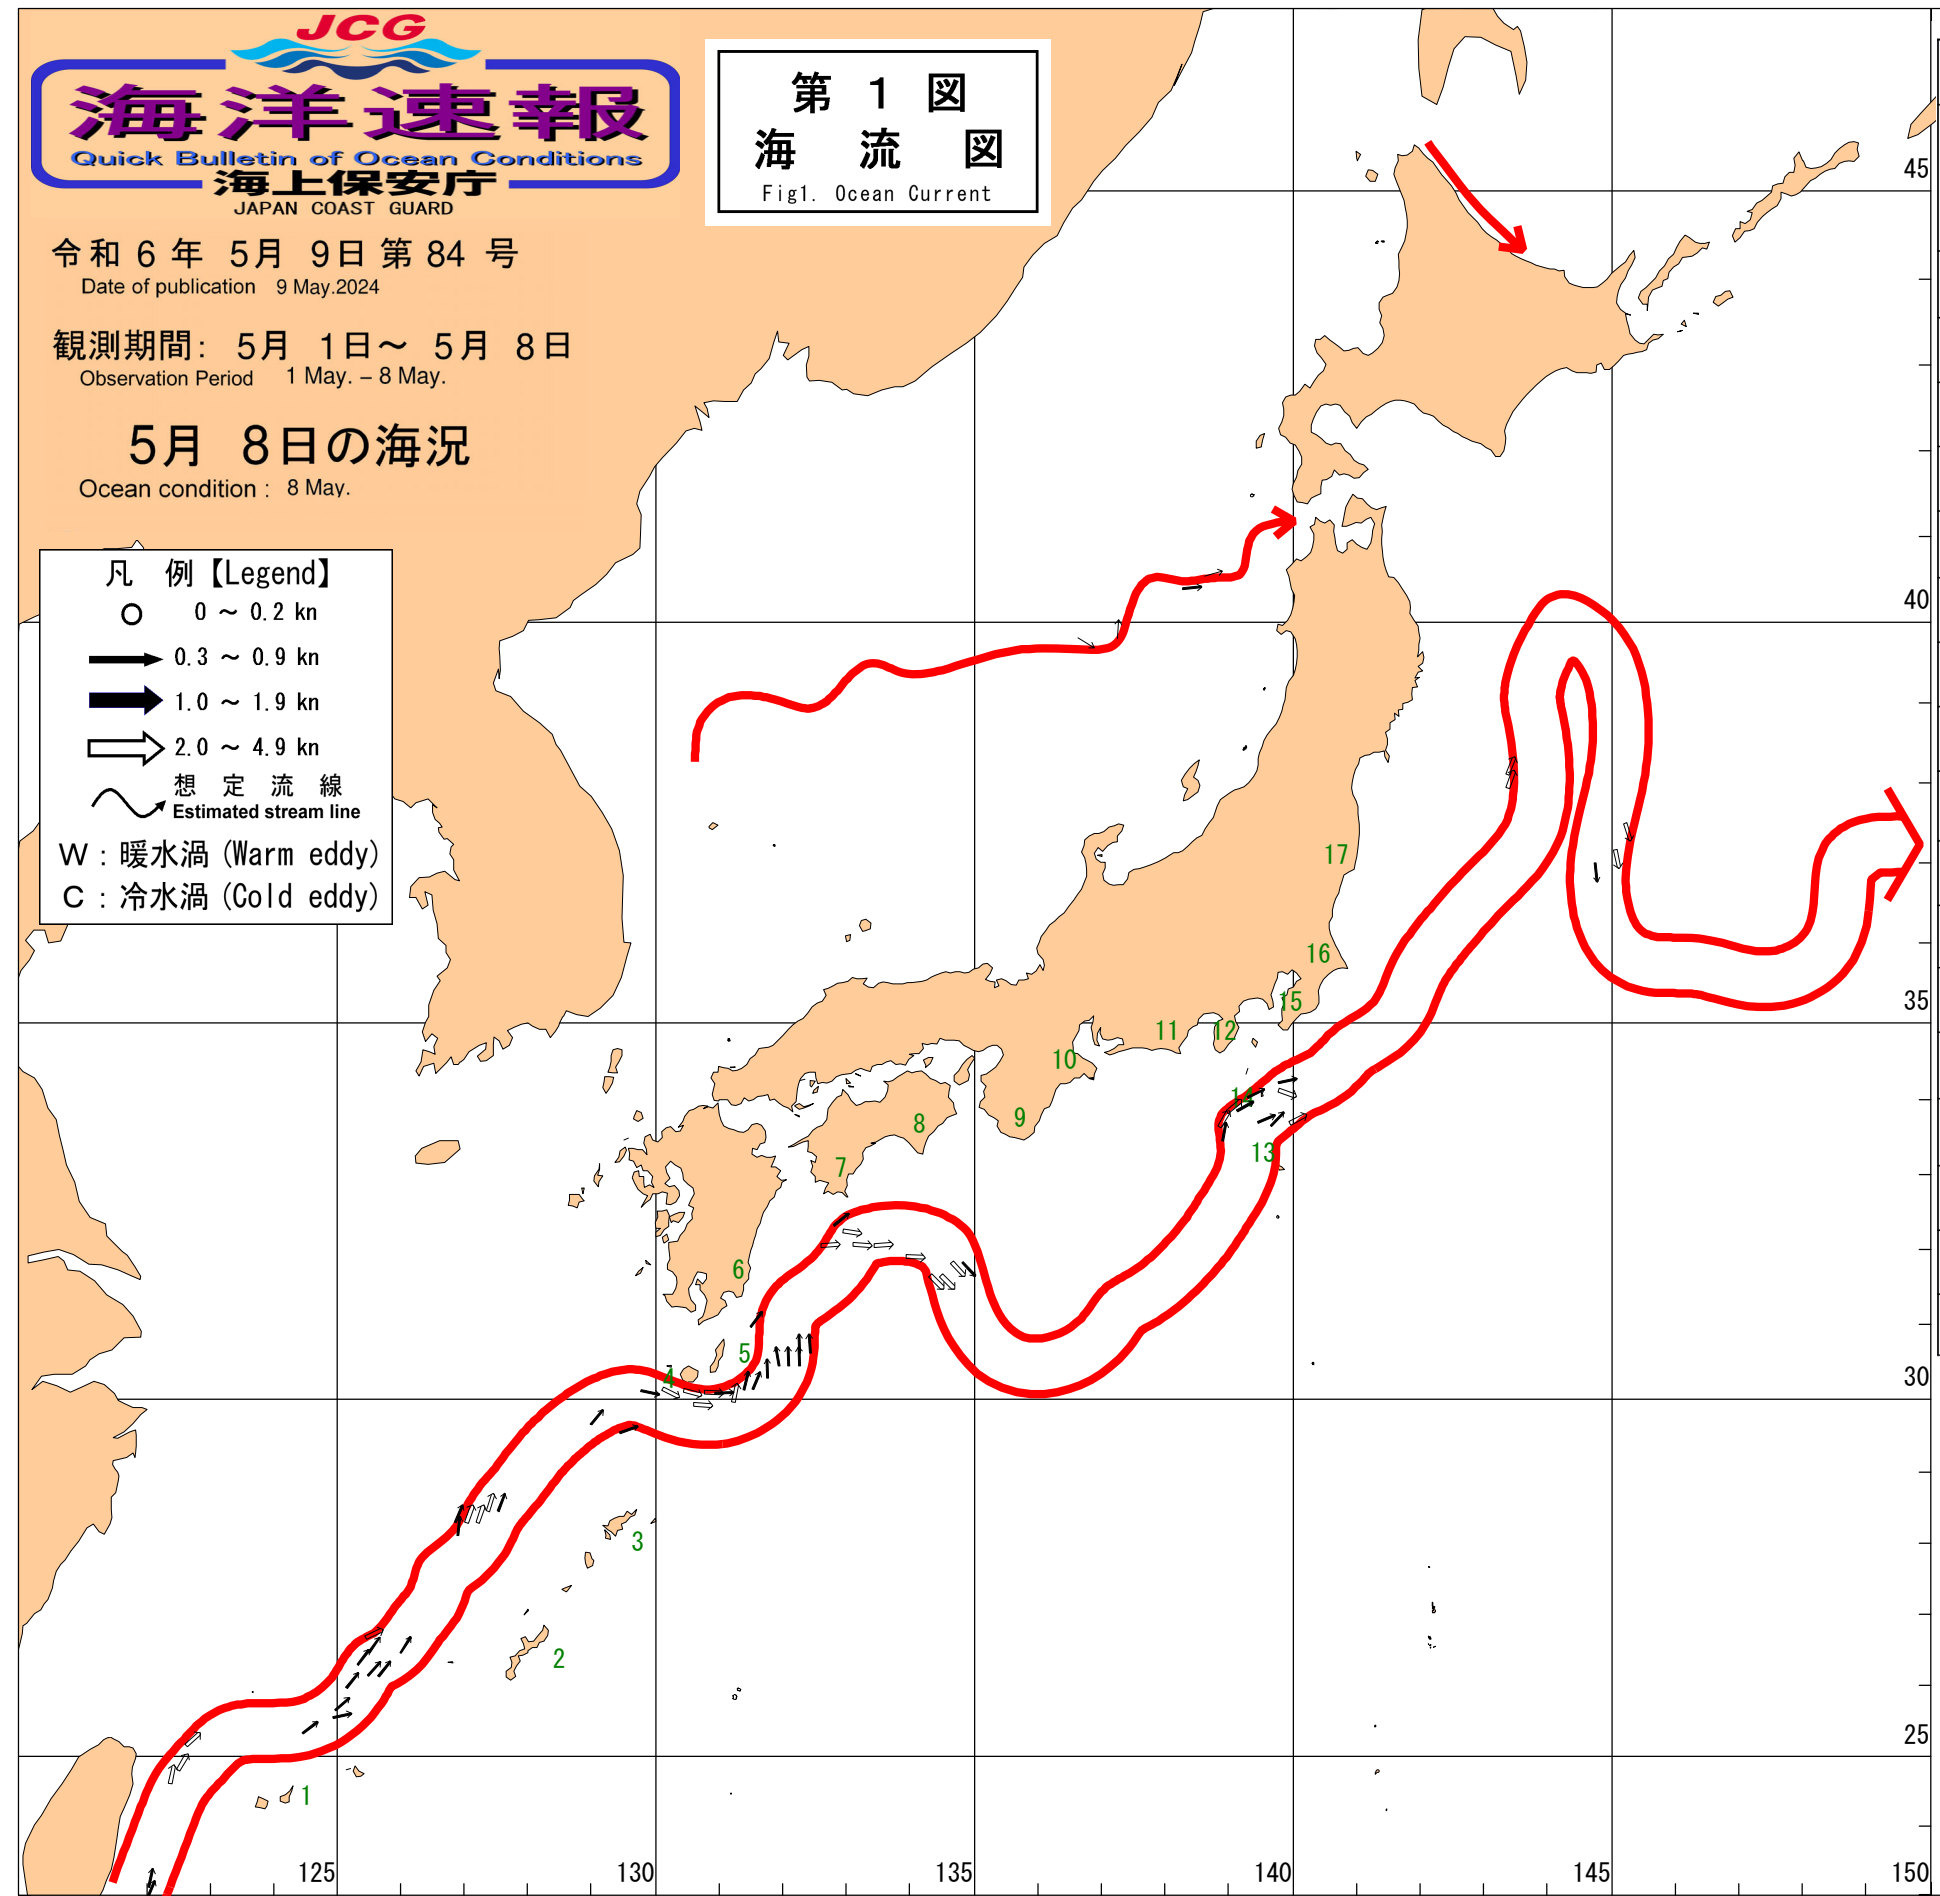 JCG
海洋速報
Quick Bulletin of Ocean Conditions
海上保安庁
JAPAN COAST GUARD
第 1 図
海 流 図
Fig1. Ocean Current
令和 6 年 5月 9日 第 84 号
Date of publication 9 May.2024
観測期間: 5月 1日～ 5月 8日
Observation Period 1 May. – 8 May.
5月 8日の海況
Ocean condition : 8 May.
凡 例【Legend】
0 ～ 0.2 kn
0.3 ～ 0.9 kn
1.0 ～ 1.9 kn
2.0 ～ 4.9 kn
想 定 流 線
Estimated stream line
W : 暖水渦 (Warm eddy)
C : 冷水渦 (Cold eddy)
45
40
35
30
25
17
16
15
12
11
10
14
9
8
13
7
6
5
4
3
2
1
125
130
135
140
145
150